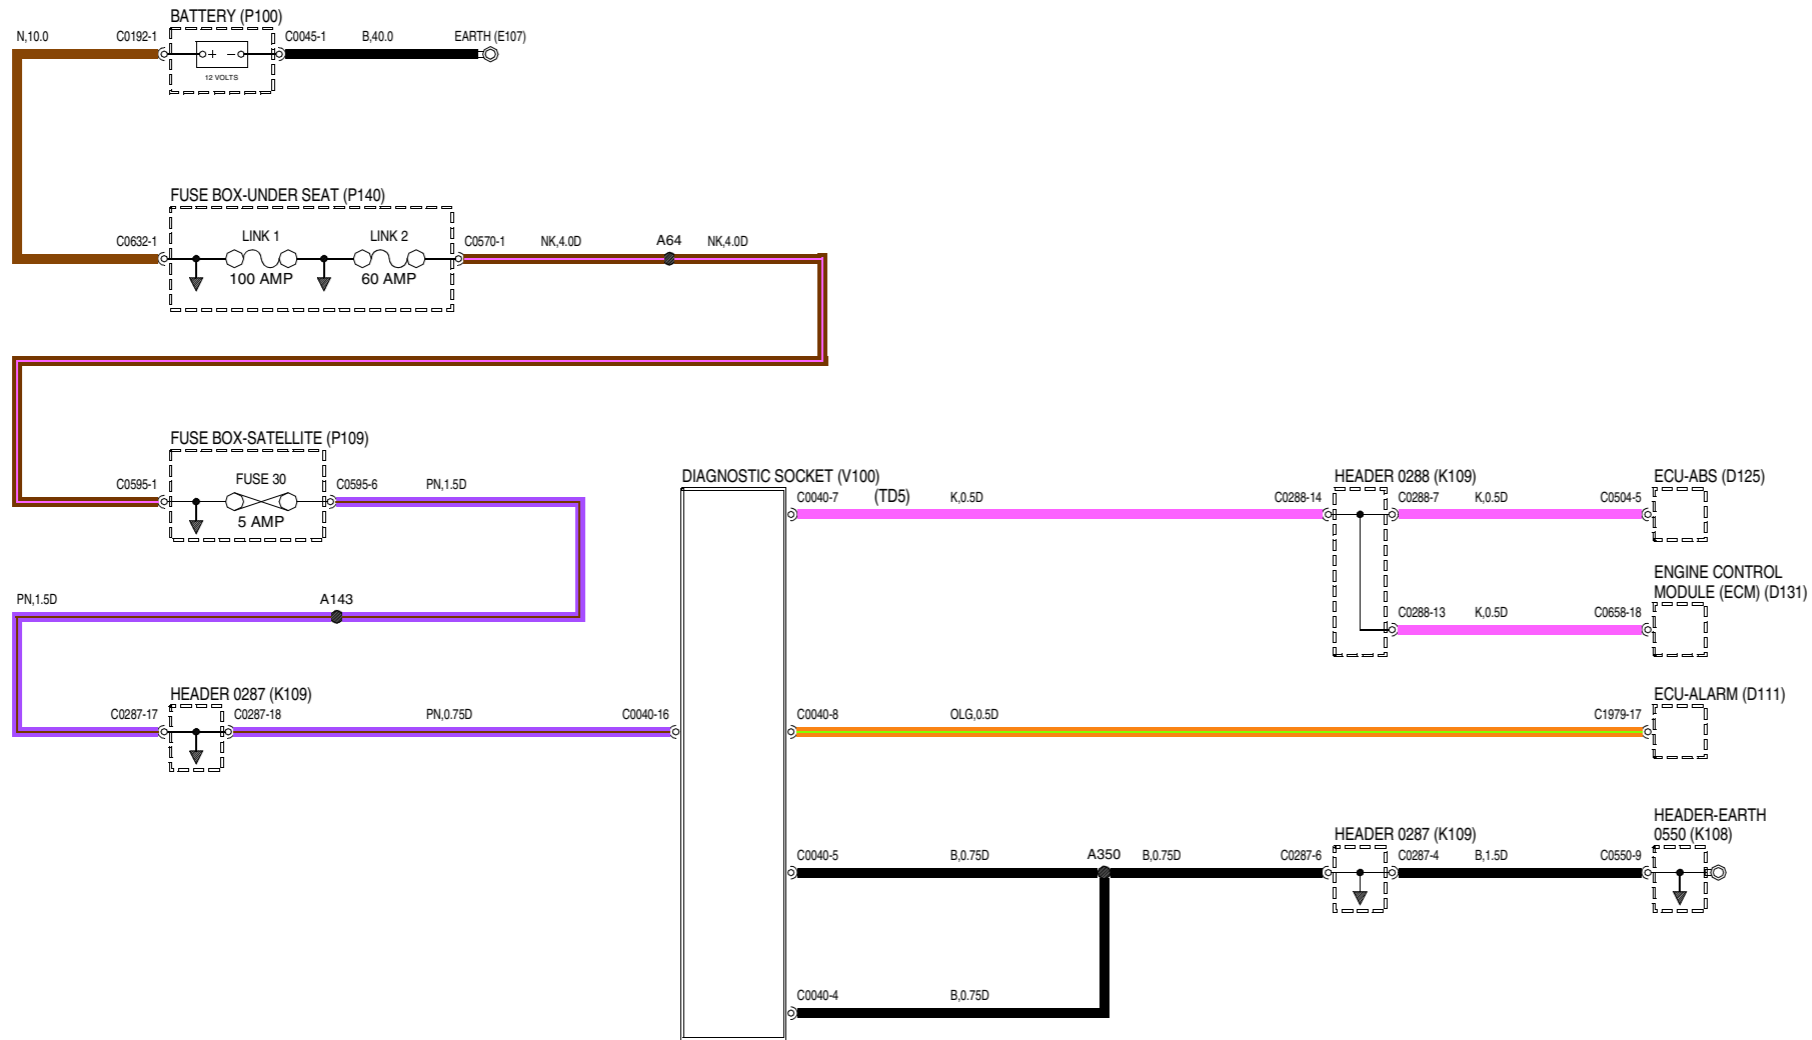 BATTERY (P100)
N,10.0
C0192-1
C0045-1
B,40.0
EARTH (E107)
+ −
12 VOLTS
FUSE BOX-UNDER SEAT (P140)
C0632-1
LINK 1
LINK 2
C0570-1
NK,4.0D
A64
NK,4.0D
100 AMP
60 AMP
FUSE BOX-SATELLITE (P109)
C0595-1
FUSE 30
C0595-6
PN,1.5D
5 AMP
PN,1.5D
A143
HEADER 0287 (K109)
C0287-17
C0287-18
PN,0.75D
C0040-16
DIAGNOSTIC SOCKET (V100)
(TD5)
C0040-7
K,0.5D
C0288-14
HEADER 0288 (K109)
C0288-7
K,0.5D
C0504-5
ECU-ABS (D125)
ENGINE CONTROL
MODULE (ECM) (D131)
C0288-13
K,0.5D
C0658-18
ECU-ALARM (D111)
C0040-8
OLG,0.5D
C1979-17
HEADER-EARTH
0550 (K108)
HEADER 0287 (K109)
C0040-5
B,0.75D
A350
B,0.75D
C0287-6
C0287-4
B,1.5D
C0550-9
C0040-4
B,0.75D